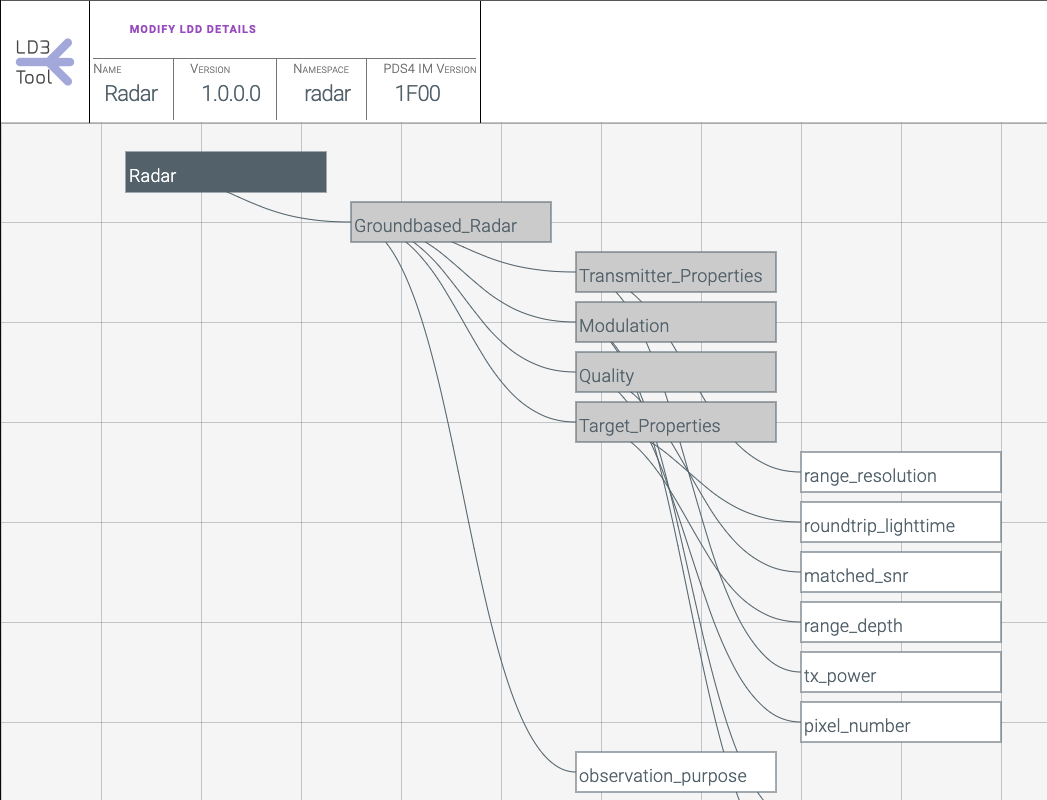 LD3
Tool
MODIFY LDD DETAILS
Name Version Namespace PDS4 IM Version
Radar 1.0.0.0 radar 1F00
Radar
Groundbased_Radar
Transmitter_Properties
Modulation
Quality
Target_Properties
range_resolution
roundtrip_lighttime
matched_snr
range_depth
tx_power
pixel_number
observation_purpose